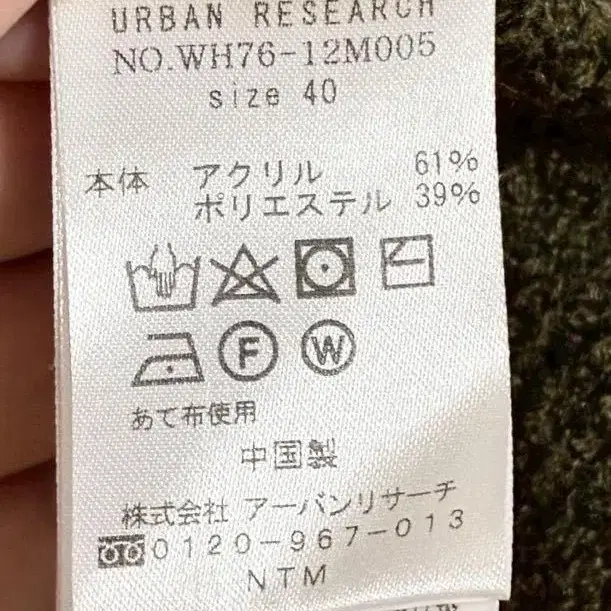 URBAN RESEARCH
NO.WH76-12M005
size 40
本体 アクリル 61%
ポリエステル 39%
F W
あて布使用
中国製
株式会社 アーバンリサーチ
0120-967-013
NTM